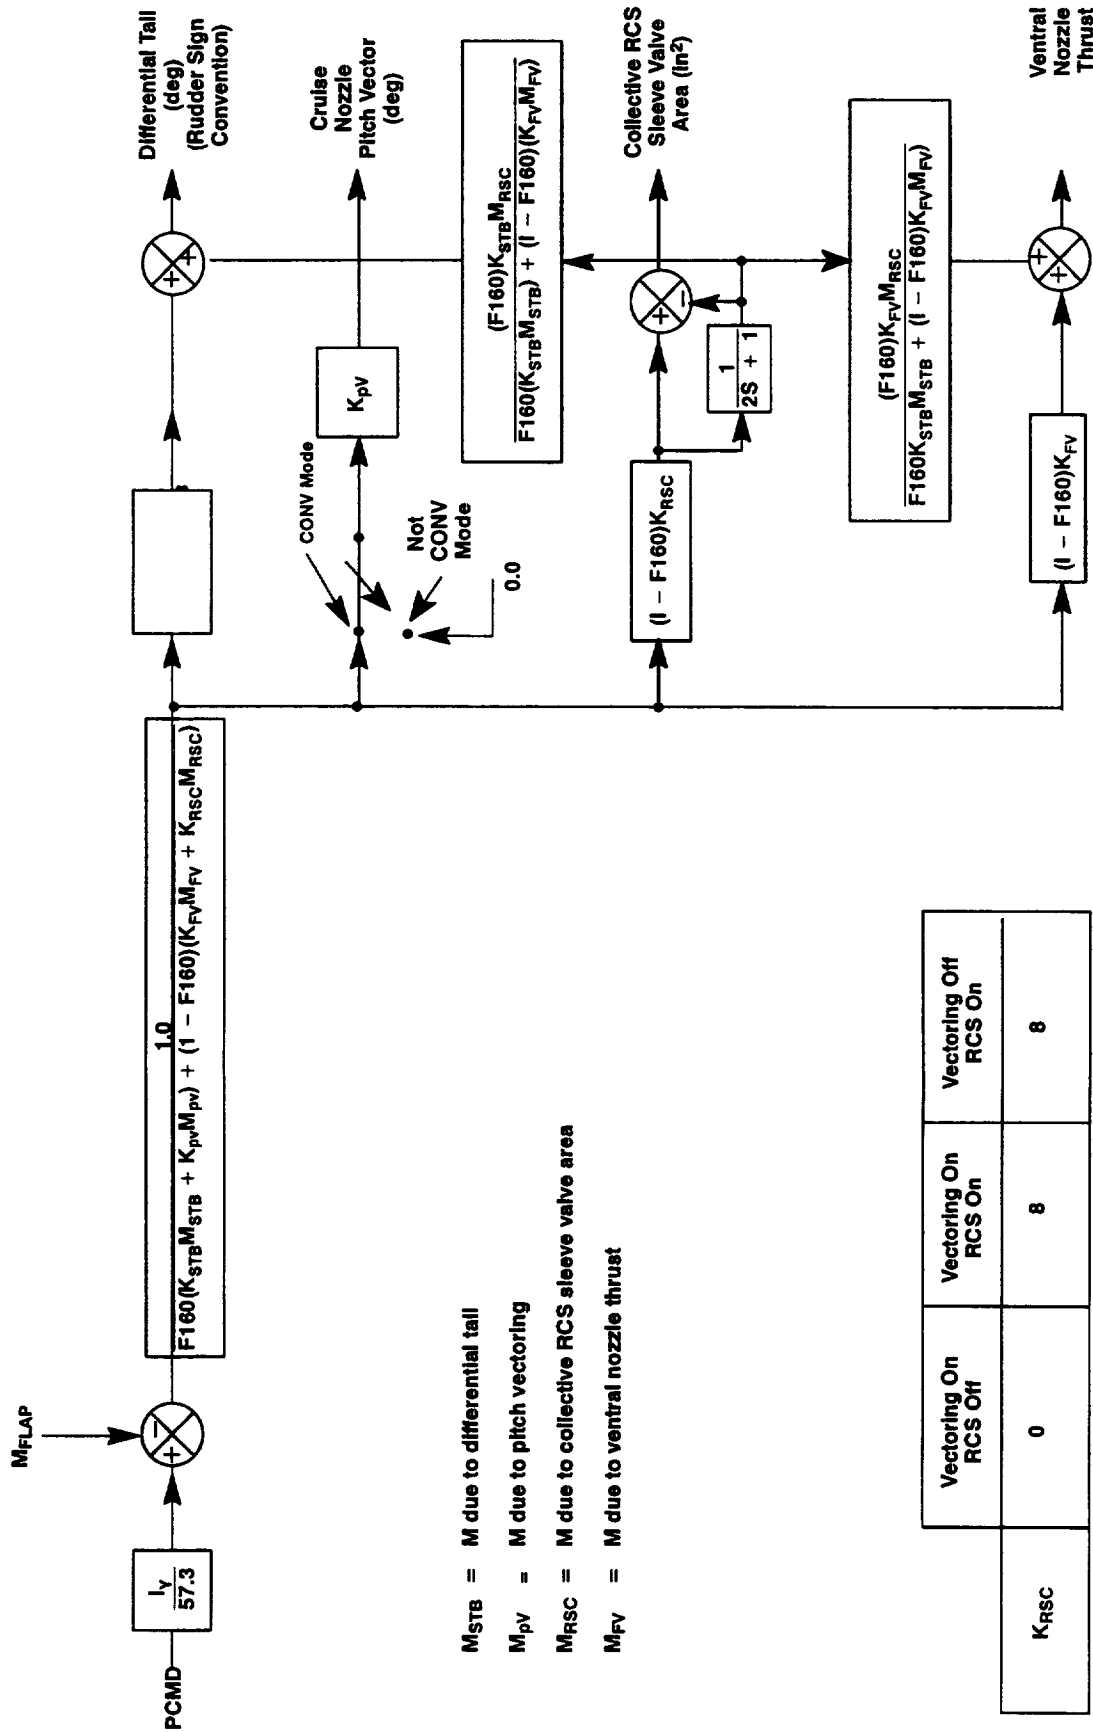 PCMD
I_y
57.3
M_FLAP
+
−
1.0
F160(K_STB M_STB + K_pv M_pv) + (1 − F160)(K_FV M_FV + K_RSC M_RSC)
Differential Tail
(deg)
(Rudder Sign
Convention)
+
+
CONV Mode
Not
CONV
Mode
0.0
K_pv
Cruise
Nozzle
Pitch Vector
(deg)
(F160)K_STB M_RSC
F160(K_STB M_STB) + (I − F160)(K_FV M_FV)
(I − F160)K_RSC
+
−
1
2S + 1
Collective RCS
Sleeve Valve
Area (in²)
(F160)K_FV M_RSC
F160K_STB M_STB + (I − F160)K_FV M_FV
(I − F160)K_FV
+
+
Ventral
Nozzle
Thrust
M_STB = M due to differential tail
M_pV = M due to pitch vectoring
M_RSC = M due to collective RCS sleeve valve area
M_FV = M due to ventral nozzle thrust
Vectoring On
RCS Off
Vectoring On
RCS On
Vectoring Off
RCS On
K_RSC
0
8
8